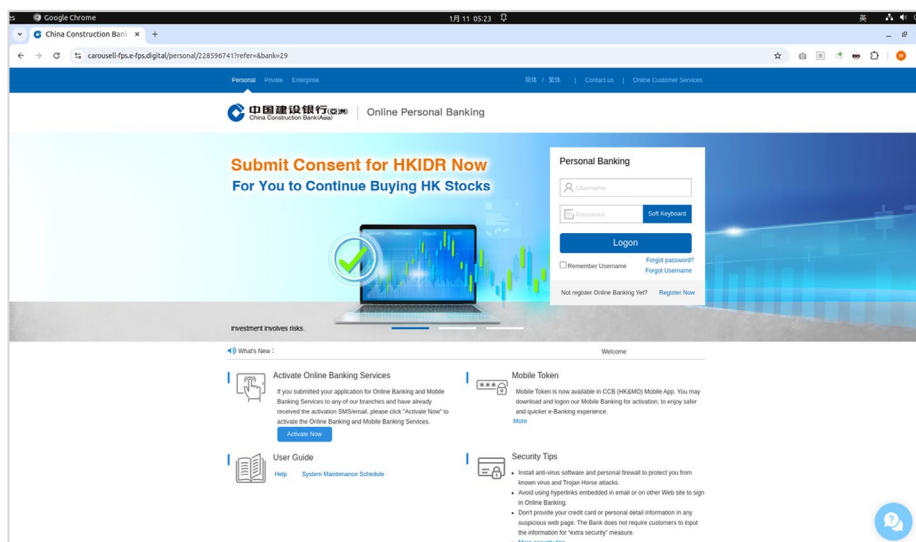 es Google Chrome 1月 11 05:23 英
China Construction Bank
carousell-fps.e-fps.digital/personal/228596741?refer=&bank=29
Personal Private Enterprise 简体 / 繁体 | Contact us | Online Customer Services
中国建设银行(亞洲) Online Personal Banking
China Construction Bank(Asia)
Submit Consent for HKIDR Now
For You to Continue Buying HK Stocks
Investment involves risks.
Personal Banking
Username
Password Soft Keyboard
Logon
Remember Username Forgot password?
Forgot Username
Not register Online Banking Yet? Register Now
What's New : Welcome
Activate Online Banking Services
If you submitted your application for Online Banking and Mobile
Banking Services to any of our branches and have already
received the activation SMS/email, please click "Activate Now" to
activate the Online Banking and Mobile Banking Services.
Activate Now
Mobile Token
Mobile Token is now available in CCB (HK&MO) Mobile App. You may
download and logon our Mobile Banking for activation, to enjoy safer
and quicker e-Banking experience.
More
User Guide
Help System Maintenance Schedule
Security Tips
Install anti-virus software and personal firewall to protect you from
known virus and Trojan Horse attacks.
Avoid using hyperlinks embedded in email or on other Web site to sign
in Online Banking.
Don't provide your credit card or personal detail information in any
suspicious web page. The Bank does not require customers to input
the information for "extra security" measure.